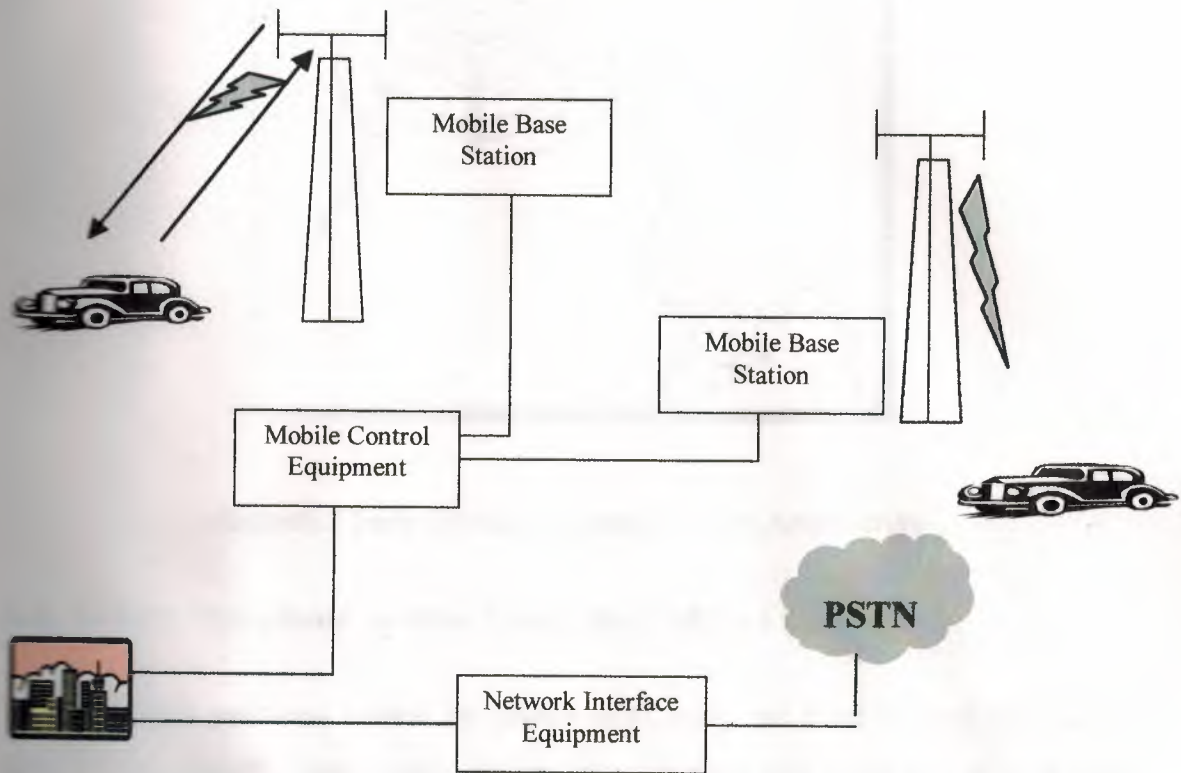 Mobile Base
Station
Mobile Base
Station
Mobile Control
Equipment
PSTN
Network Interface
Equipment